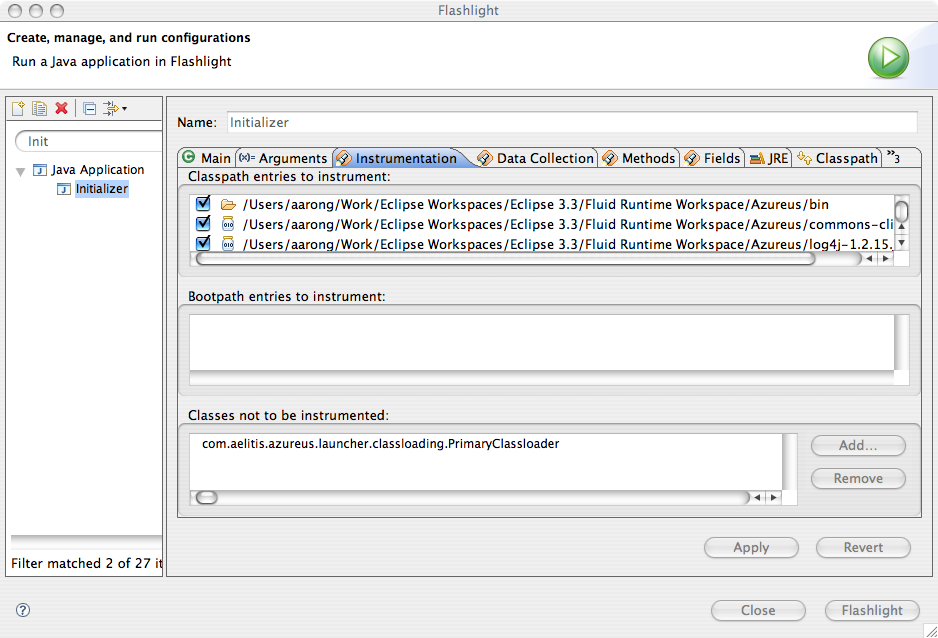 Flashlight
Create, manage, and run configurations
Run a Java application in Flashlight
Init
Java Application
Initializer
Filter matched 2 of 27 it
Name: Initializer
Main (x)= Arguments Instrumentation Data Collection Methods Fields JRE Classpath »3
Classpath entries to instrument:
/Users/aarong/Work/Eclipse Workspaces/Eclipse 3.3/Fluid Runtime Workspace/Azureus/bin
/Users/aarong/Work/Eclipse Workspaces/Eclipse 3.3/Fluid Runtime Workspace/Azureus/commons-cli
/Users/aarong/Work/Eclipse Workspaces/Eclipse 3.3/Fluid Runtime Workspace/Azureus/log4j-1.2.15.
Bootpath entries to instrument:
Classes not to be instrumented:
com.aelitis.azureus.launcher.classloading.PrimaryClassloader
Add...
Remove
Apply Revert
? Close Flashlight